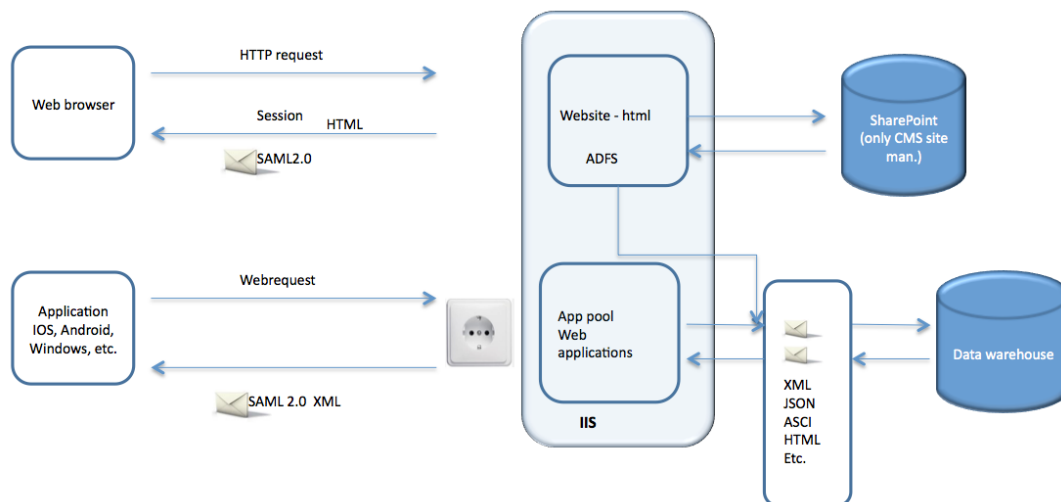 HTTP request
Web browser
Session
HTML
SAML2.0
Website - html
ADFS
SharePoint
(only CMS site
man.)
Webrequest
Application
IOS, Android,
Windows, etc.
SAML 2.0 XML
App pool
Web
applications
IIS
XML
JSON
ASCI
HTML
Etc.
Data warehouse